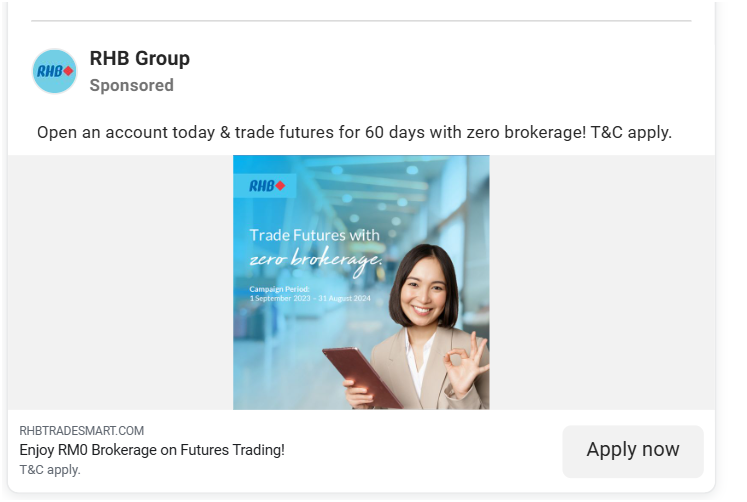 RHB
RHB Group
Sponsored
Open an account today & trade futures for 60 days with zero brokerage! T&C apply.
RHB
Trade Futures with
zero brokerage.
Campaign Period:
1 September 2023 – 31 August 2024
RHBTRADESMART.COM
Enjoy RM0 Brokerage on Futures Trading!
T&C apply.
Apply now